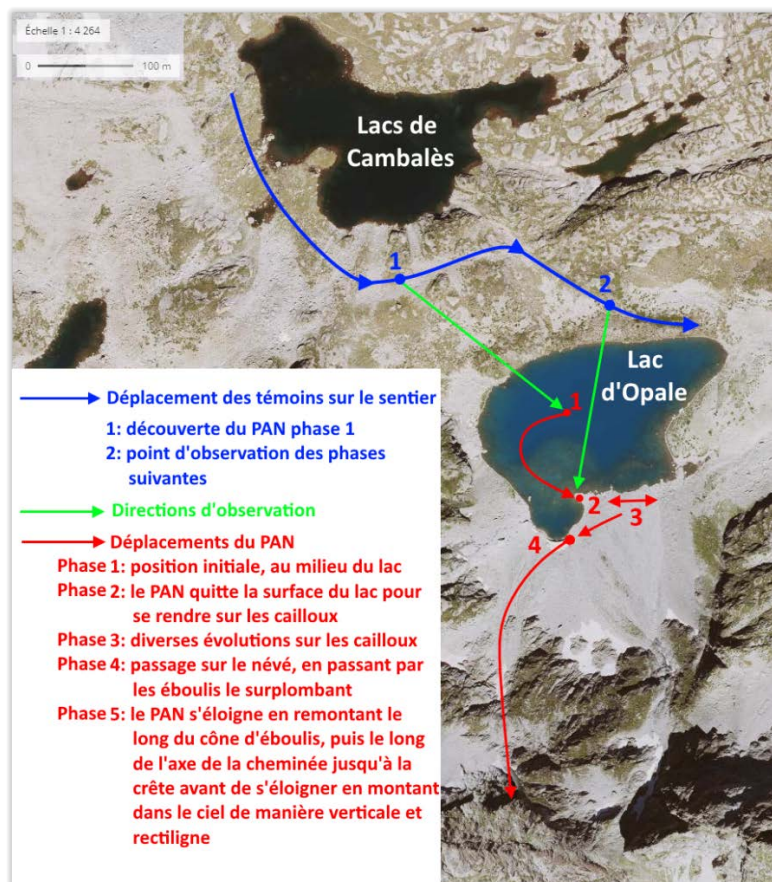 Échelle 1 : 4 264
0 100 m
Lacs de
Cambalès
1
2
Lac
d'Opale
1
2
3
4
Déplacement des témoins sur le sentier
1: découverte du PAN phase 1
2: point d'observation des phases
suivantes
Directions d'observation
Déplacements du PAN
Phase 1: position initiale, au milieu du lac
Phase 2: le PAN quitte la surface du lac pour
se rendre sur les cailloux
Phase 3: diverses évolutions sur les cailloux
Phase 4: passage sur le névé, en passant par
les éboulis le surplombant
Phase 5: le PAN s'éloigne en remontant le
long du cône d'éboulis, puis le long
de l'axe de la cheminée jusqu'à la
crête avant de s'éloigner en montant
dans le ciel de manière verticale et
rectiligne